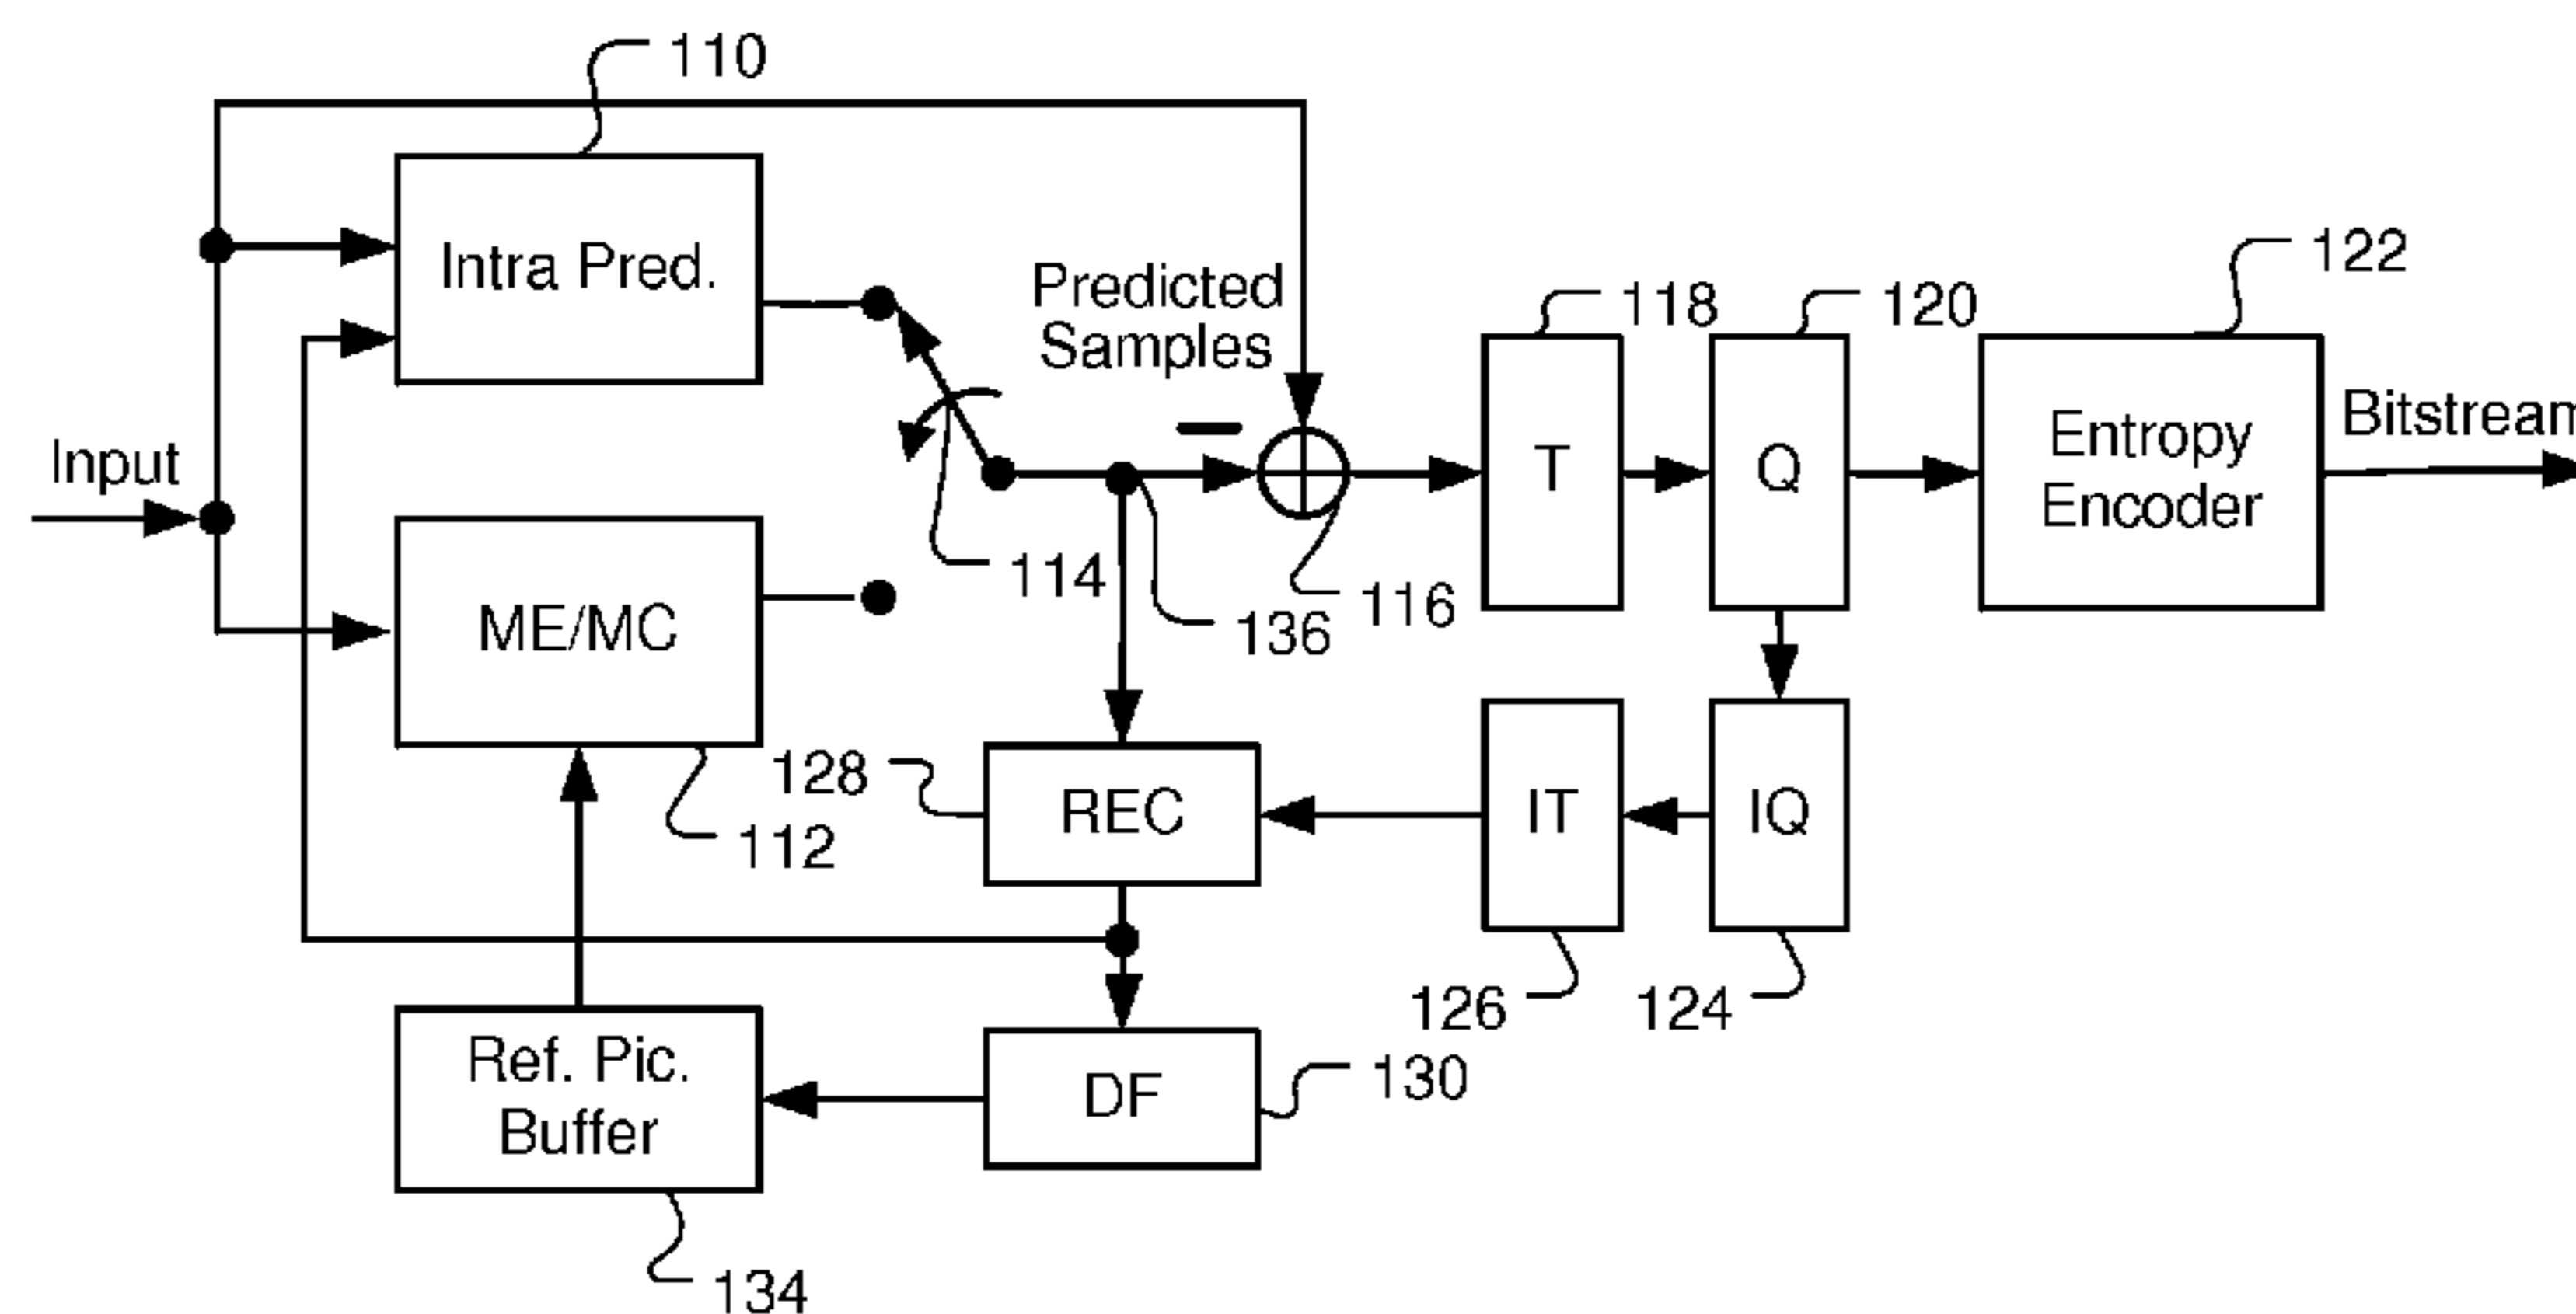 110
Intra Pred.
Predicted
Samples
118
120
122
Input
T
Q
Entropy
Encoder
Bitstream
114
116
136
ME/MC
128
112
REC
IT
IQ
126
124
Ref. Pic.
Buffer
DF
130
134